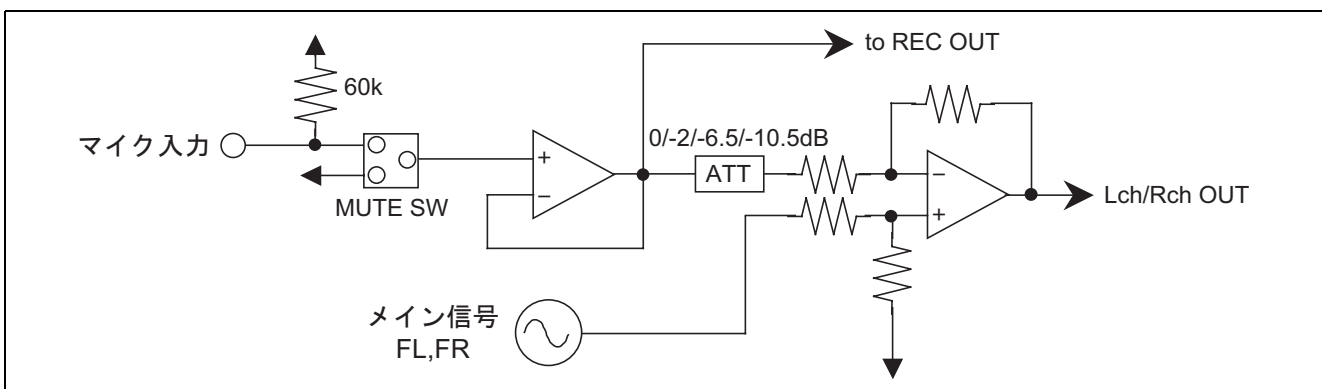 to REC OUT
60k
マイク入力
0/-2/-6.5/-10.5dB
+
−
ATT
MUTE SW
−
+
Lch/Rch OUT
メイン信号
FL,FR